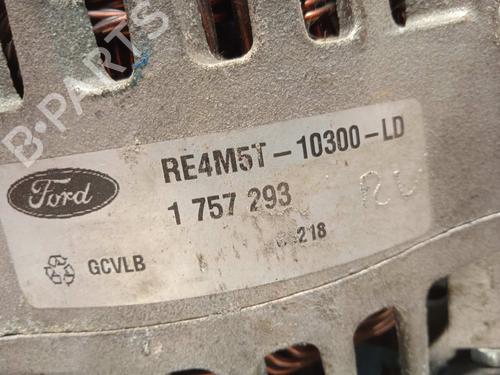 B-PARTS
Ford
RE4M5T-10300-LD
1 757 293
218
GCVLB